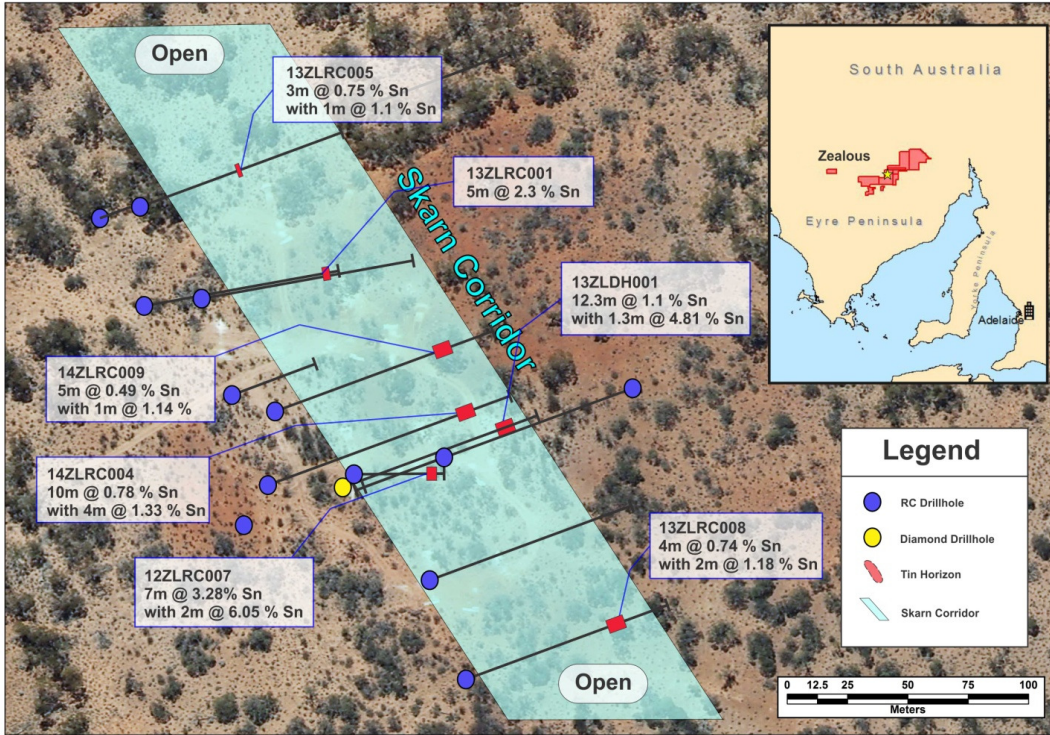 Open
13ZLRC005
3m @ 0.75 % Sn
with 1m @ 1.1 % Sn
13ZLRC001
5m @ 2.3 % Sn
Skarn Corridor
13ZLDH001
12.3m @ 1.1 % Sn
with 1.3m @ 4.81 % Sn
14ZLRC009
5m @ 0.49 % Sn
with 1m @ 1.14 %
14ZLRC004
10m @ 0.78 % Sn
with 4m @ 1.33 % Sn
12ZLRC007
7m @ 3.28% Sn
with 2m @ 6.05 % Sn
13ZLRC008
4m @ 0.74 % Sn
with 2m @ 1.18 % Sn
Open
South Australia
Zealous
Eyre Peninsula
Yorke Peninsula
Adelaide
Legend
RC Drillhole
Diamond Drillhole
Tin Horizon
Skarn Corridor
0 12.5 25 50 75 100
Meters